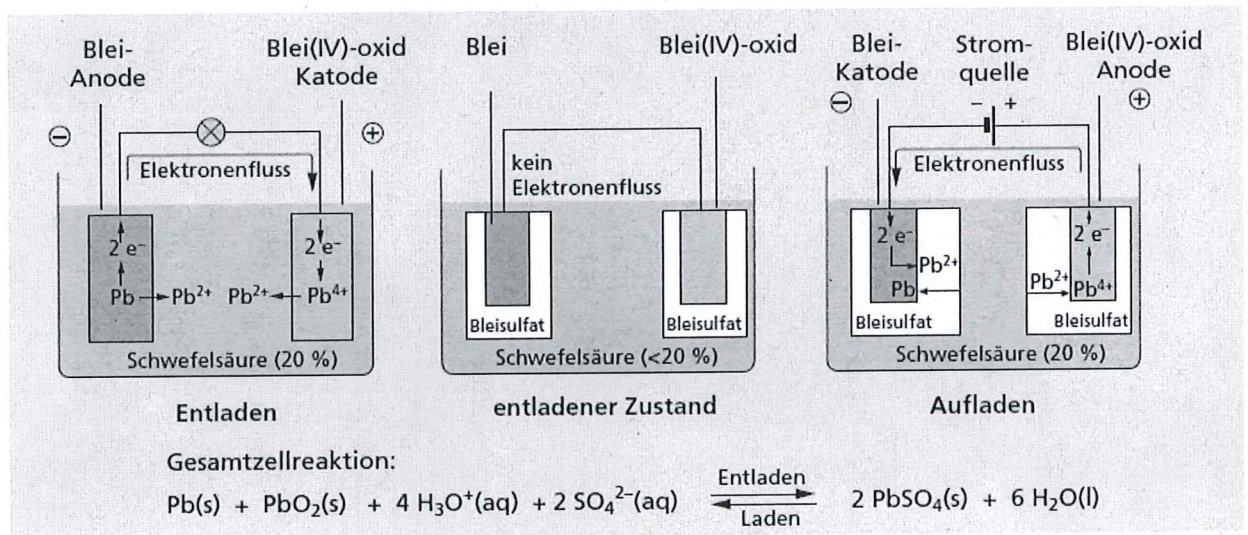 Blei-
Anode
Blei(IV)-oxid
Katode
⊖
⊕
Elektronenfluss
2 e⁻
2 e⁻
Pb → Pb²⁺
Pb²⁺ ← Pb⁴⁺
Schwefelsäure (20 %)
Entladen
Blei
Blei(IV)-oxid
kein
Elektronenfluss
Bleisulfat
Bleisulfat
Schwefelsäure (<20 %)
entladener Zustand
Blei-
Katode
Strom-
quelle
Blei(IV)-oxid
Anode
⊖
− +
⊕
Elektronenfluss
2 e⁻
Pb²⁺
Pb
Bleisulfat
2 e⁻
Pb²⁺
Pb⁴⁺
Bleisulfat
Schwefelsäure (20 %)
Aufladen
Gesamtzellreaktion:
Pb(s) + PbO₂(s) + 4 H₃O⁺(aq) + 2 SO₄²⁻(aq) Entladen ⇌ Laden 2 PbSO₄(s) + 6 H₂O(l)